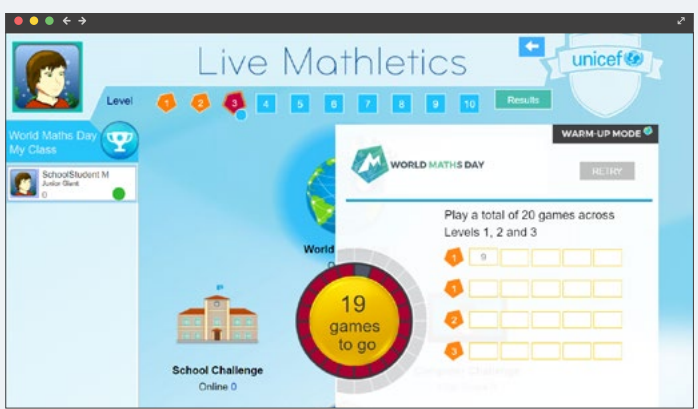 Live Mathletics
unicef
Level
1 2 3 4 5 6 7 8 9 10
Results
World Maths Day
My Class
SchoolStudent M
Junior Giant
0
WARM-UP MODE
WORLD MATHS DAY
RETRY
Play a total of 20 games across
Levels 1, 2 and 3
1 9
1
2
3
World
19
games
to go
School Challenge
Online 0